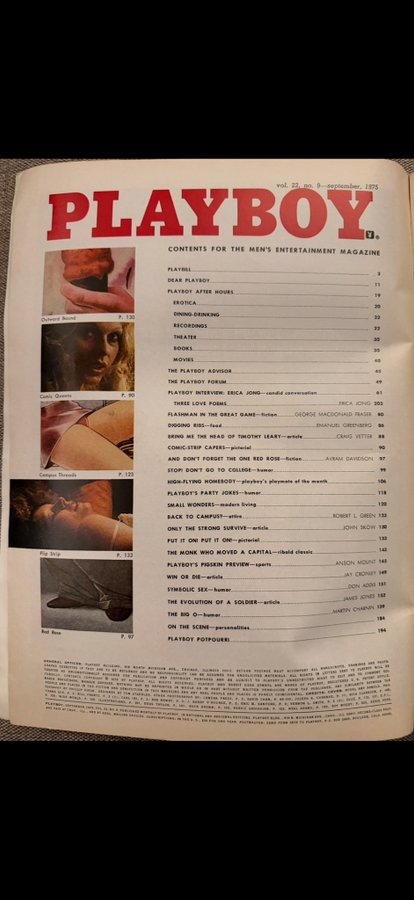 vol. 22, no. 9—september, 1975
PLAYBOY
CONTENTS FOR THE MEN'S ENTERTAINMENT MAGAZINE
PLAYBILL 3
DEAR PLAYBOY 11
PLAYBOY AFTER HOURS 19
EROTICA 20
DINING-DRINKING 22
RECORDINGS 22
THEATER 30
BOOKS
MOVIES 40
THE PLAYBOY ADVISOR 45
THE PLAYBOY FORUM 49
PLAYBOY INTERVIEW: ERICA JONG—candid conversation 61
THREE LOVE POEMS ERICA JONG 203
FLASHMAN IN THE GREAT GAME—fiction GEORGE MACDONALD FRASER 80
DIGGING RIBS—food EMANUEL GREENBERG 86
BRING ME THE HEAD OF TIMOTHY LEARY—article CRAIG VETTER 88
COMIC-STRIP CAPERS—pictorial 90
AND DON'T FORGET THE ONE RED ROSE—fiction AVRAM DAVIDSON 97
STOP! DON'T GO TO COLLEGE—humor 99
HIGH-FLYING HOMEBODY—playboy's playmate of the month 106
PLAYBOY'S PARTY JOKES—humor 118
SMALL WONDERS—modern living 120
BACK TO CAMPUS!—attire ROBERT L. GREEN 123
ONLY THE STRONG SURVIVE—article JOHN SKOW 130
PUT IT ON! PUT IT ON!—pictorial 133
THE MONK WHO MOVED A CAPITAL—ribald classic 143
PLAYBOY'S PIGSKIN PREVIEW—sports ANSON MOUNT 145
WIN OR DIE—article JAY CRONLEY 149
SYMBOLIC SEX—humor DON ADDIS 151
THE EVOLUTION OF A SOLDIER—article JAMES JONES 152
THE BIG O—humor MARTIN CHARNIN 159
ON THE SCENE—personalities 184
PLAYBOY POTPOURRI 194
Outward Bound P. 130
Comic Queens P. 90
Campus Threads P. 123
Flip Strip P. 133
Red Rose P. 97